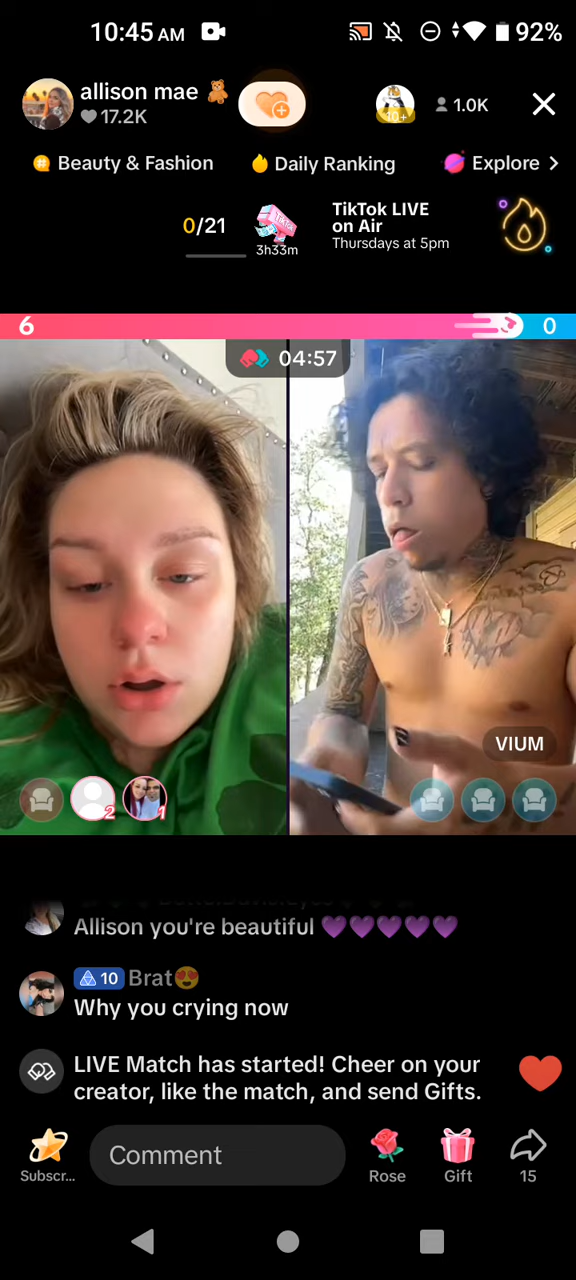 10:45 AM
92%
allison mae 🧸
17.2K
10+
1.0K
Beauty & Fashion
Daily Ranking
Explore >
0/21
3h33m
TikTok LIVE
on Air
Thursdays at 5pm
6
0
04:57
VIUM
2
1
Allison you're beautiful 💜💜💜💜💜
10 Brat😍
Why you crying now
LIVE Match has started! Cheer on your
creator, like the match, and send Gifts.
Subscr...
Comment
Rose
Gift
15